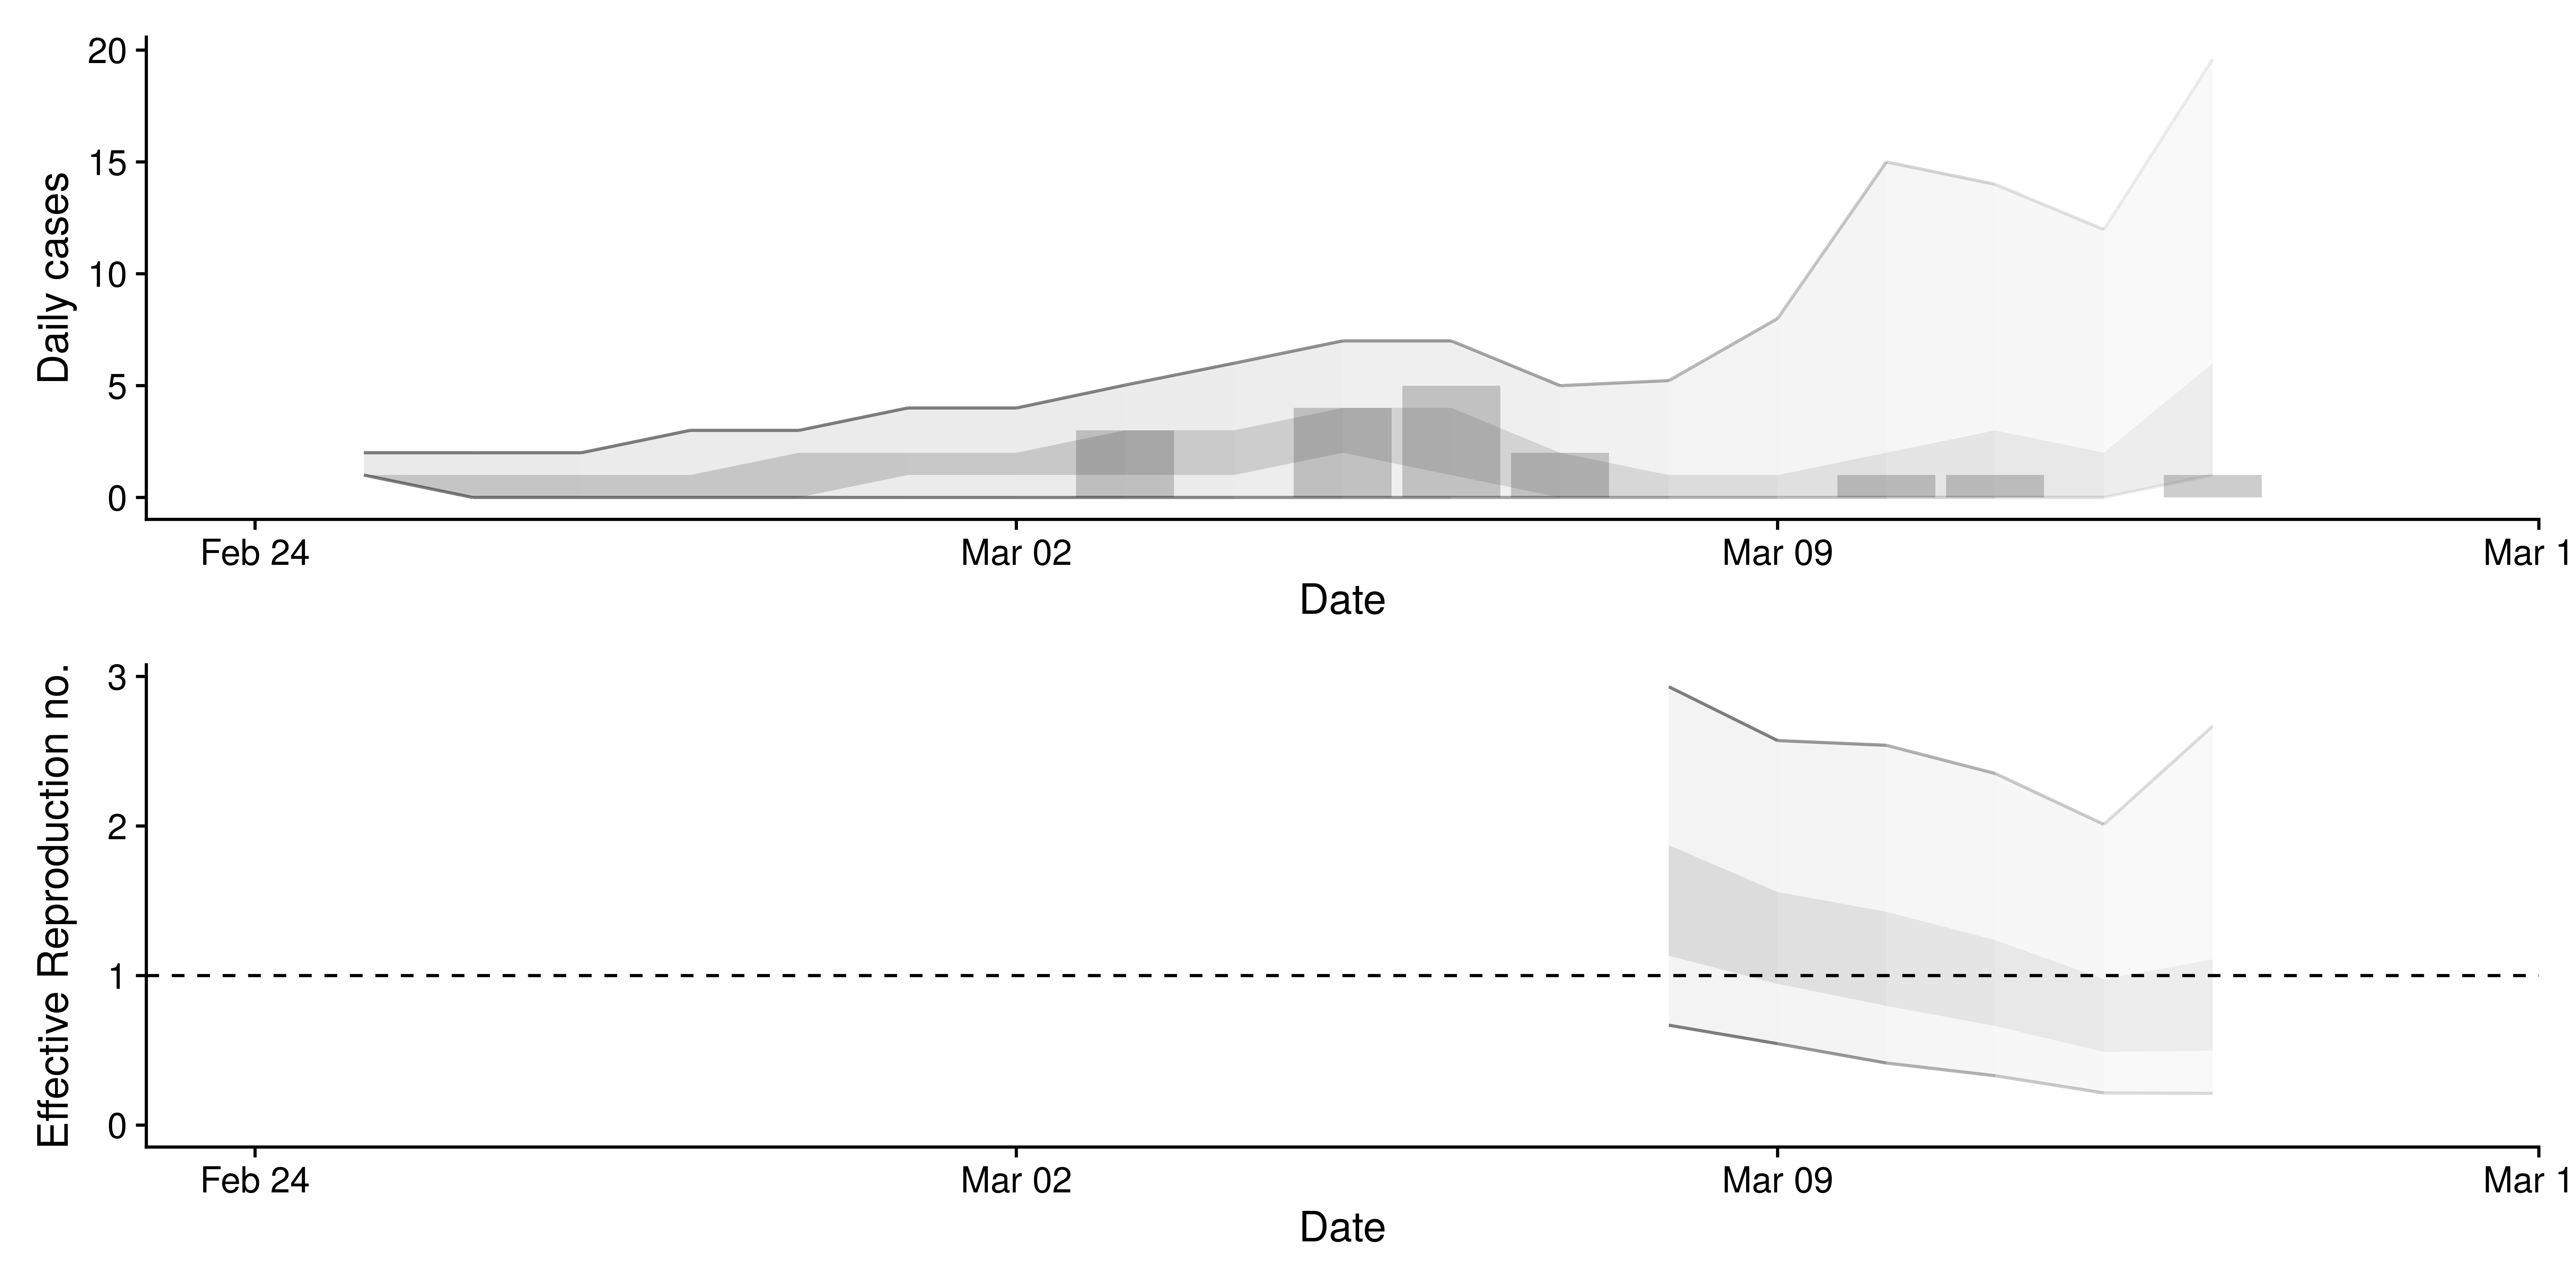 Daily cases
20
15
10
5
0
Feb 24
Mar 02
Mar 09
Mar 1
Date
Effective Reproduction no.
3
2
1
0
Feb 24
Mar 02
Mar 09
Mar 1
Date